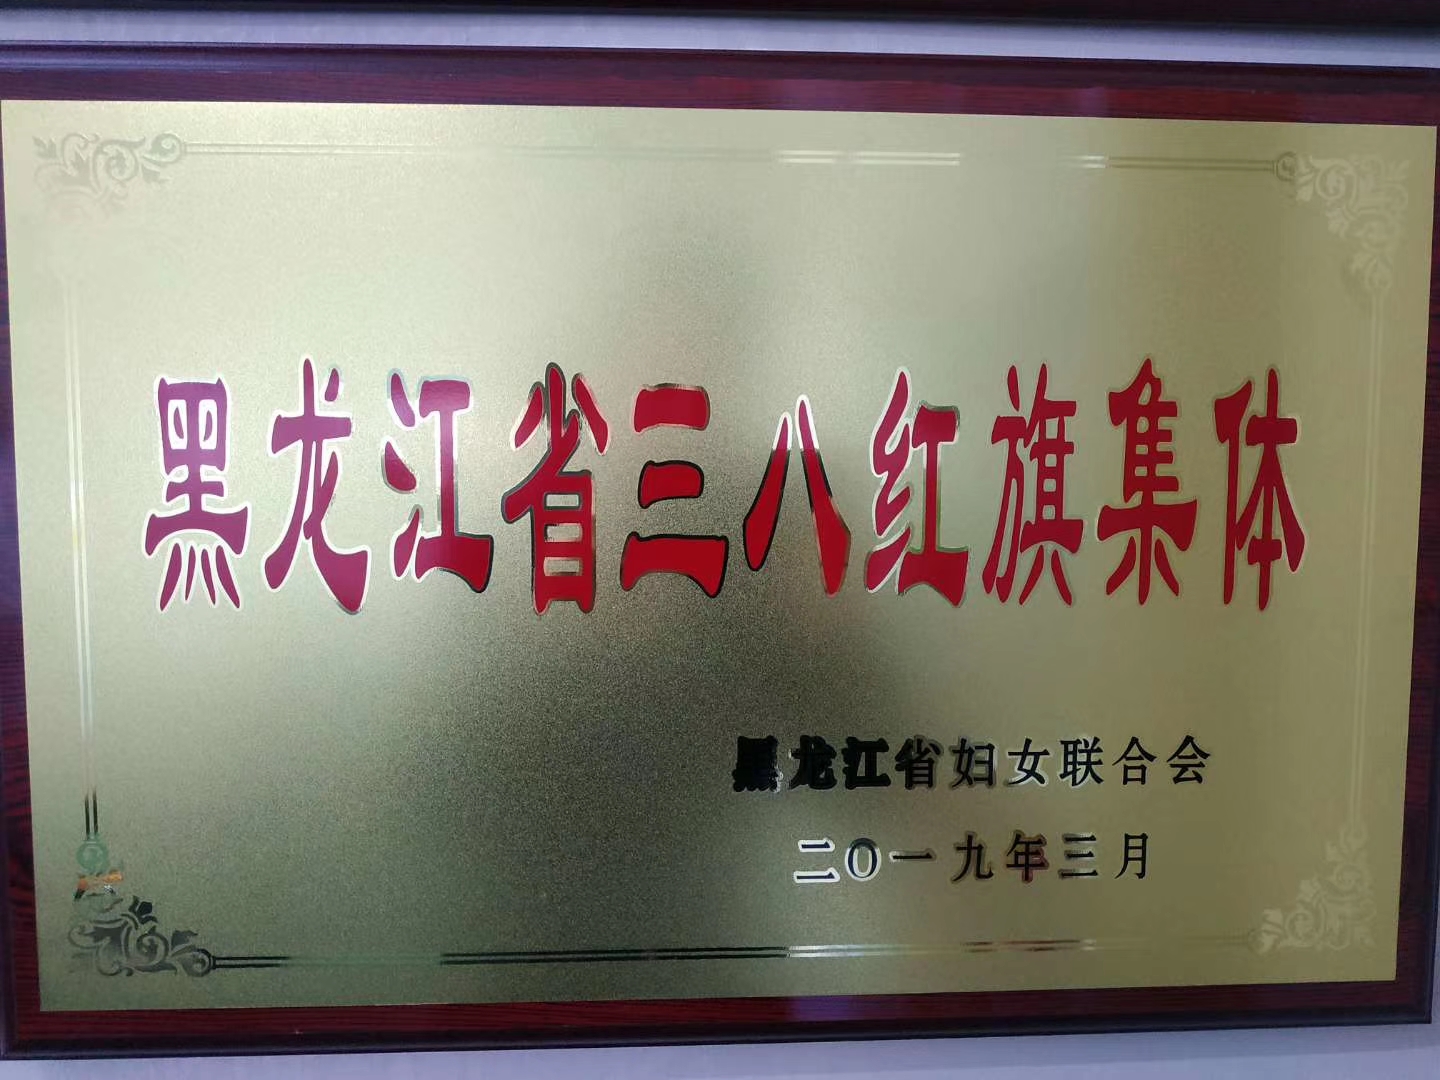 黑龙江省三八红旗集体
黑龙江省妇女联合会
二〇一九年三月